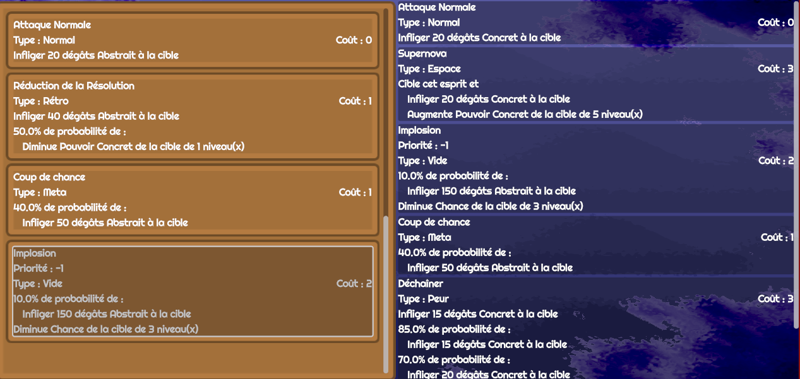 Attaque Normale
Type : Normal
Coût : 0
Infliger 20 dégâts Abstrait à la cible
Réduction de la Résolution
Type : Rétro
Coût : 1
Infliger 40 dégâts Abstrait à la cible
50.0% de probabilité de :
Diminue Pouvoir Concret de la cible de 1 niveau(x)
Coup de chance
Type : Meta
Coût : 1
40.0% de probabilité de :
Infliger 50 dégâts Abstrait à la cible
Implosion
Priorité : -1
Type : Vide
Coût : 2
10.0% de probabilité de :
Infliger 150 dégâts Abstrait à la cible
Diminue Chance de la cible de 3 niveau(x)
Attaque Normale
Type : Normal
Coût : 0
Infliger 20 dégâts Concret à la cible
Supernova
Type : Espace
Coût : 3
Cible cet esprit et
Infliger 20 dégâts Concret à la cible
Augmente Pouvoir Concret de la cible de 5 niveau(x)
Implosion
Priorité : -1
Type : Vide
Coût : 2
10.0% de probabilité de :
Infliger 150 dégâts Abstrait à la cible
Diminue Chance de la cible de 3 niveau(x)
Coup de chance
Type : Meta
Coût : 1
40.0% de probabilité de :
Infliger 50 dégâts Abstrait à la cible
Déchainer
Type : Peur
Coût : 3
Infliger 15 dégâts Concret à la cible
85.0% de probabilité de :
Infliger 15 dégâts Concret à la cible
70.0% de probabilité de :
Infliger 20 dégâts Concret à la cible